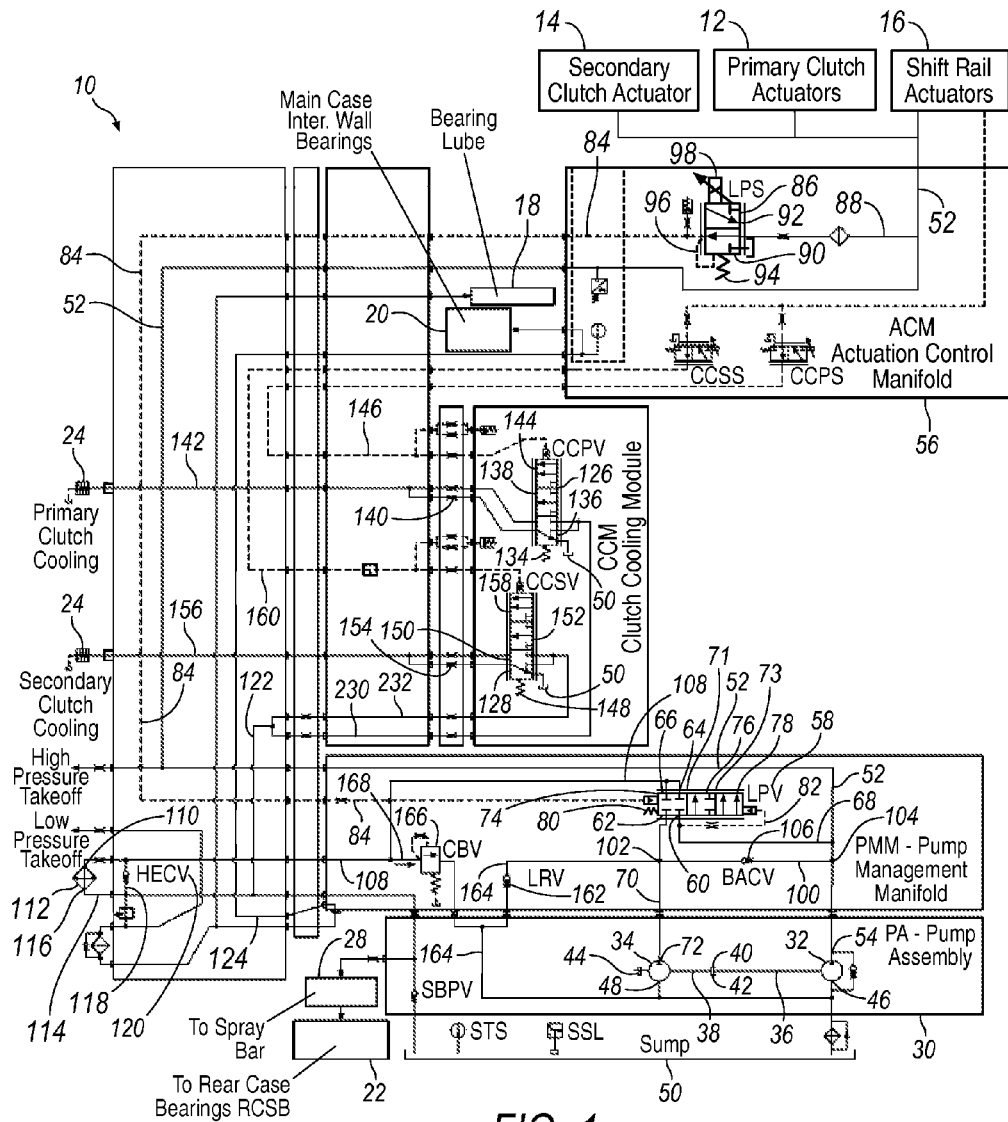 14
12
16
Secondary
Clutch Actuator
Primary Clutch
Actuators
Shift Rail
Actuators
10
Main Case
Inter. Wall
Bearings
Bearing
Lube
84
98
LPS
86
92
88
52
96
90
94
84
18
52
20
ACM
Actuation Control
Manifold
CCSS
CCPS
56
24
142
146
144
CCPV
138
126
136
140
134
50
Primary
Clutch
Cooling
CCM
Clutch Cooling Module
CCSV
158
160
152
24
156
154
150
128
148
50
Secondary
Clutch
Cooling
84
122
232
230
108
71
52
73
76
78
58
66
64
High
Pressure
Takeoff
LPV
52
74
80
62
82
68
84
168
166
CBV
60
102
106
104
Low
Pressure
Takeoff
110
HECV
108
LRV
164
162
70
BACV
100
PMM - Pump
Management
Manifold
112
116
114
118
120
124
28
164
SBPV
PA - Pump
Assembly
34
72
44
48
40
42
32
54
46
38
36
30
To Spray
Bar
STS
SSL
Sump
50
To Rear Case
Bearings RCSB
22
FIG. 1